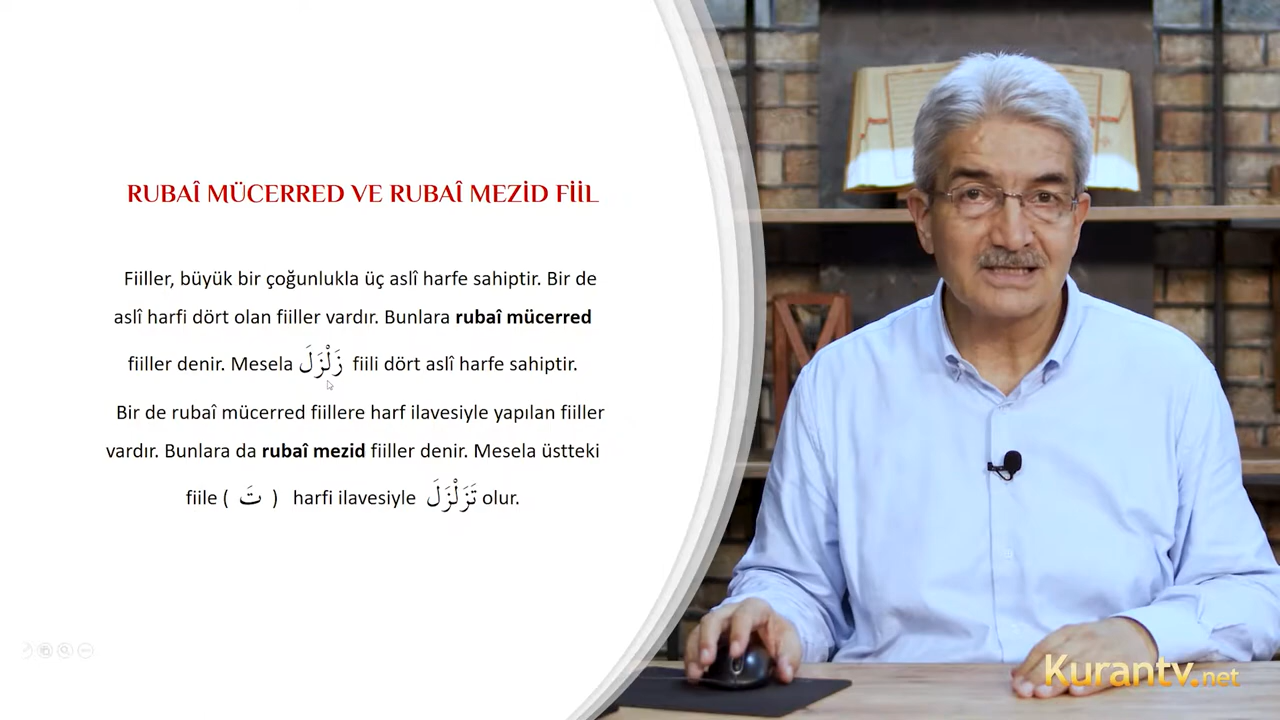 RUBAÎ MÜCERRED VE RUBAÎ MEZİD FİİL
Fiiller, büyük bir çoğunlukla üç aslî harfe sahiptir. Bir de
aslî harfi dört olan fiiller vardır. Bunlara rubaî mücerred
fiiller denir. Mesela زَلْزَلَ fiili dört aslî harfe sahiptir.
Bir de rubaî mücerred fiillere harf ilavesiyle yapılan fiiller
vardır. Bunlara da rubaî mezid fiiller denir. Mesela üstteki
fiile ( تَ ) harfi ilavesiyle تَزَلْزَلَ olur.
Kurantv.net